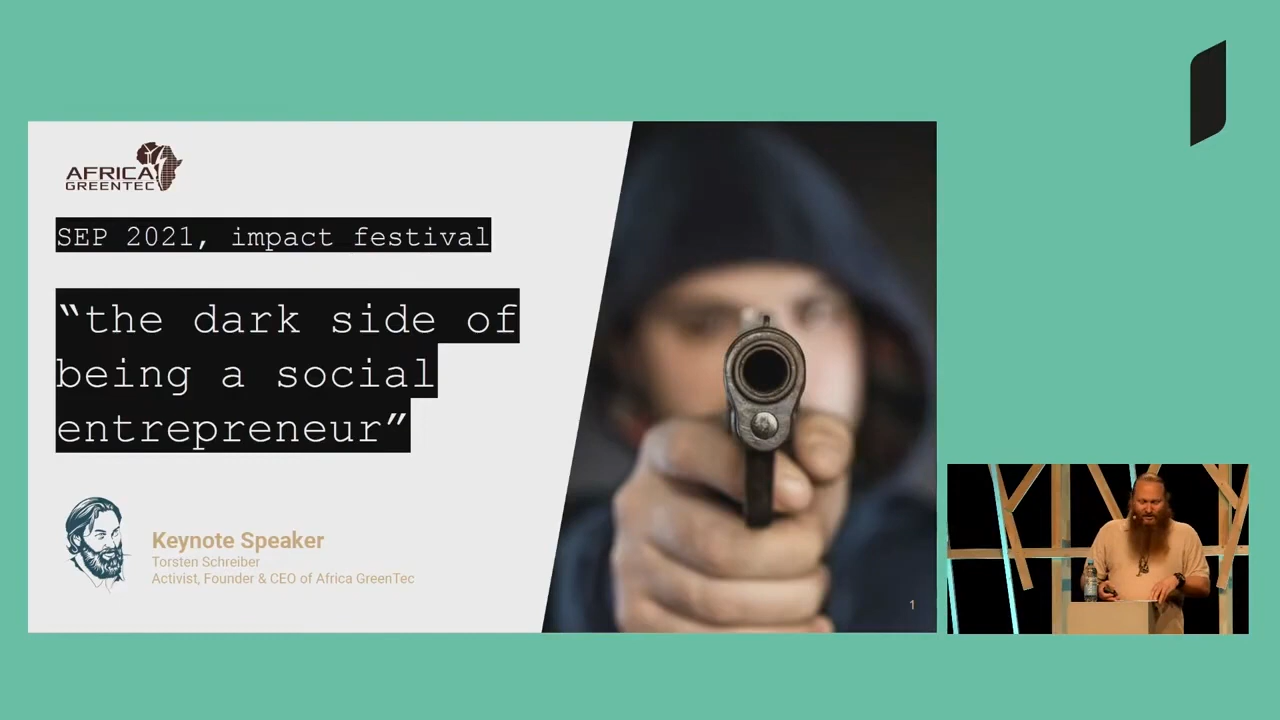 AFRICA
GREENTEC
SEP 2021, impact festival
“the dark side of
being a social
entrepreneur”
Keynote Speaker
Torsten Schreiber
Activist, Founder & CEO of Africa GreenTec
1